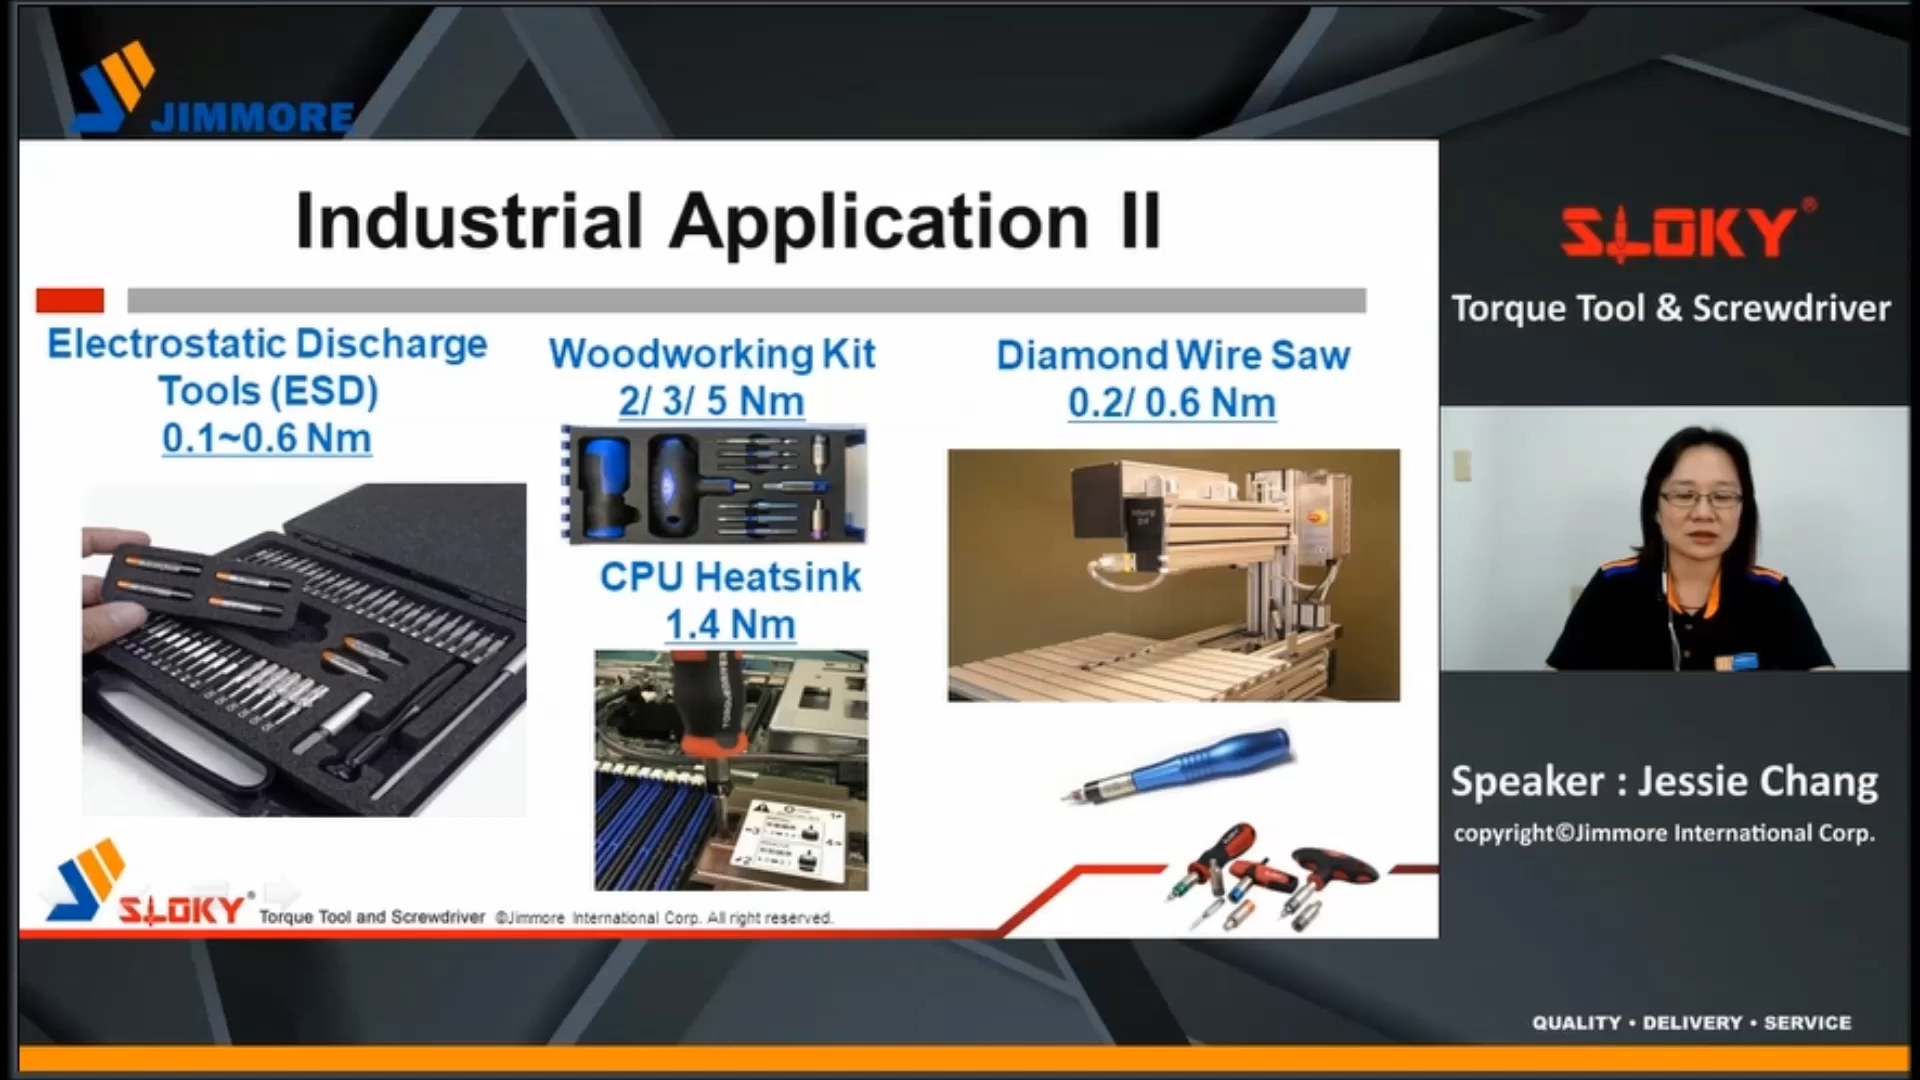 JIMMORE
Industrial Application II
Electrostatic Discharge
Tools (ESD)
0.1~0.6 Nm
Woodworking Kit
2/ 3/ 5 Nm
CPU Heatsink
1.4 Nm
Diamond Wire Saw
0.2/ 0.6 Nm
SLOKY® Torque Tool and Screwdriver ©Jimmore International Corp. All right reserved.
SLOKY®
Torque Tool & Screwdriver
Speaker : Jessie Chang
copyright©Jimmore International Corp.
QUALITY • DELIVERY • SERVICE